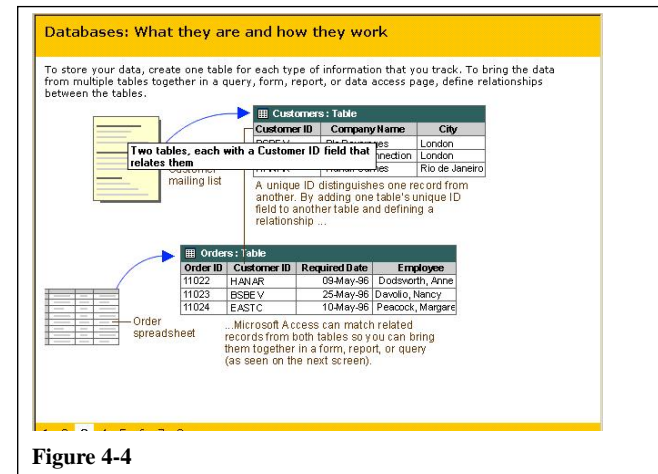 Databases: What they are and how they work
To store your data, create one table for each type of information that you track. To bring the data
from multiple tables together in a query, form, report, or data access page, define relationships
between the tables.
Customers : Table
Customer ID Company Name City
London
Two tables, each with a Customer ID field that
relates them
nnection London
Rio de Janeiro
Customer
mailing list
A unique ID distinguishes one record from
another. By adding one table's unique ID
field to another table and defining a
relationship ...
Orders : Table
Order ID Customer ID Required Date Employee
11022 HANAR 09-May-96 Dodsworth, Anne
11023 BSBEV 25-May-96 Davolio, Nancy
11024 EASTC 10-May-96 Peacock, Margare
Order
spreadsheet
...Microsoft Access can match related
records from both tables so you can bring
them together in a form, report, or query
(as seen on the next screen).
Figure 4-4